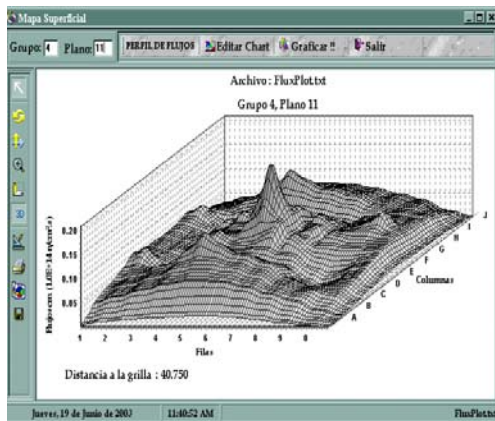 Mapa Superficial
Grupo: 4 Plano: 11 PERFIL DE FLUJOS Editar Chart Graficar !! Salir
Archivo : FluxPlot.txt
Grupo 4, Plano 11
3D
0.20
0.15
0.10
0.05
1 2 3 4 5 6 7 8 9 0
Filas
A B C D E F G H I J
Columnas
Distancia a la grilla : 40.750
Jueves, 19 de Junio de 2003 11:40:52 AM FluxPlot.txt